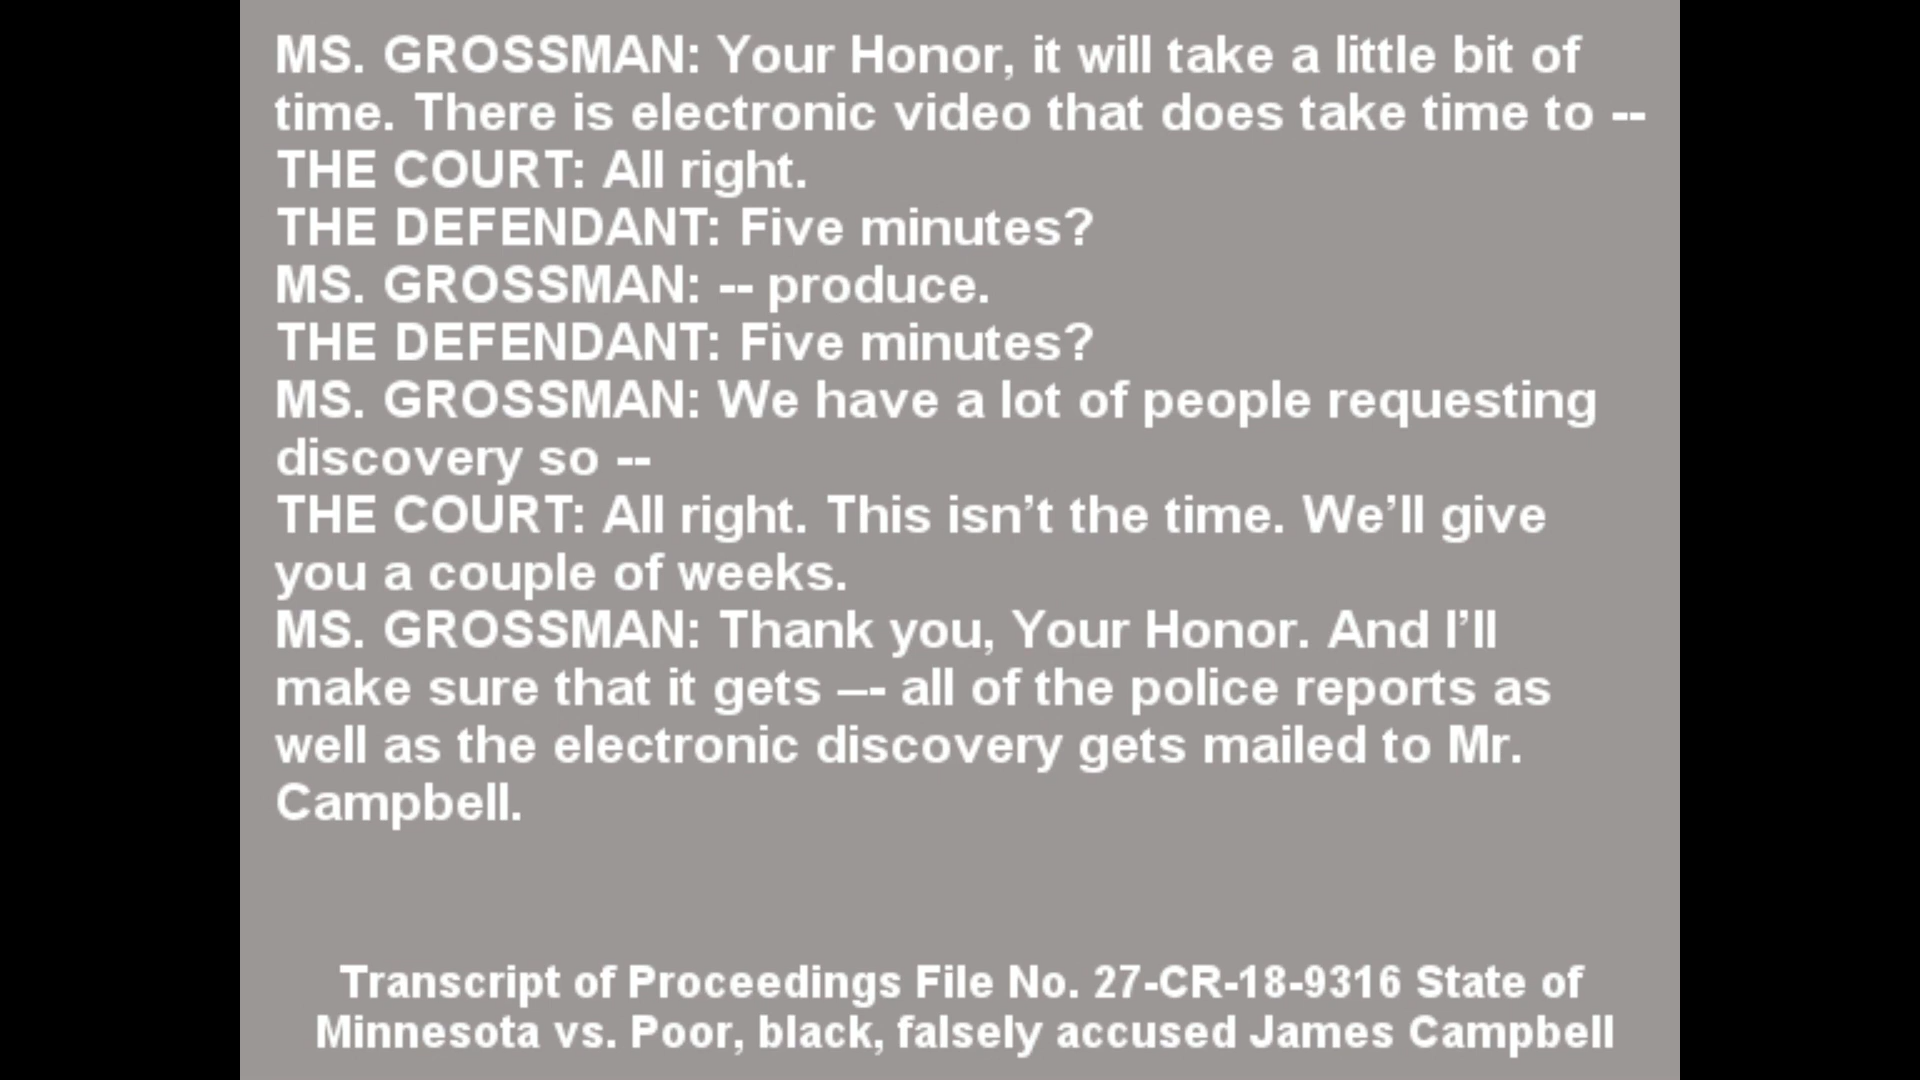 MS. GROSSMAN: Your Honor, it will take a little bit of
time. There is electronic video that does take time to --
THE COURT: All right.
THE DEFENDANT: Five minutes?
MS. GROSSMAN: -- produce.
THE DEFENDANT: Five minutes?
MS. GROSSMAN: We have a lot of people requesting
discovery so --
THE COURT: All right. This isn’t the time. We’ll give
you a couple of weeks.
MS. GROSSMAN: Thank you, Your Honor. And I’ll
make sure that it gets –- all of the police reports as
well as the electronic discovery gets mailed to Mr.
Campbell.
Transcript of Proceedings File No. 27-CR-18-9316 State of
Minnesota vs. Poor, black, falsely accused James Campbell